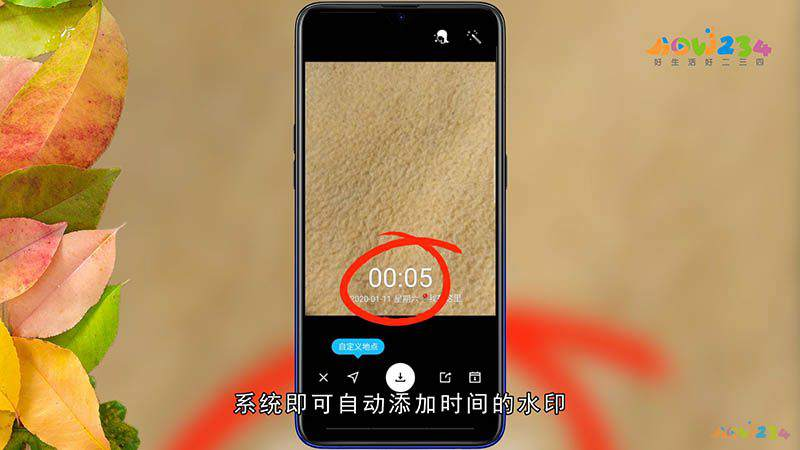 好生活好二三四
00:05
2020-01-11 星期六
自定义地点
系统即可自动添加时间的水印